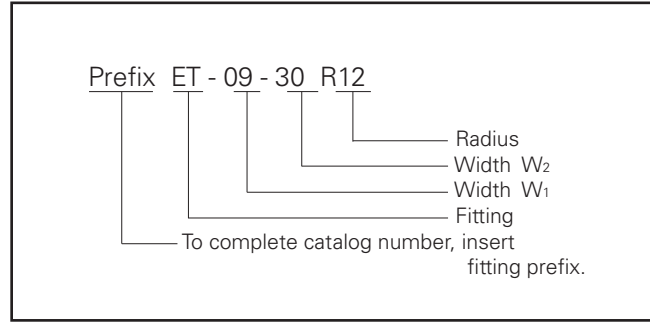 Prefix ET - 09 - 30 R12
Radius
Width W₂
Width W₁
Fitting
To complete catalog number, insert
fitting prefix.